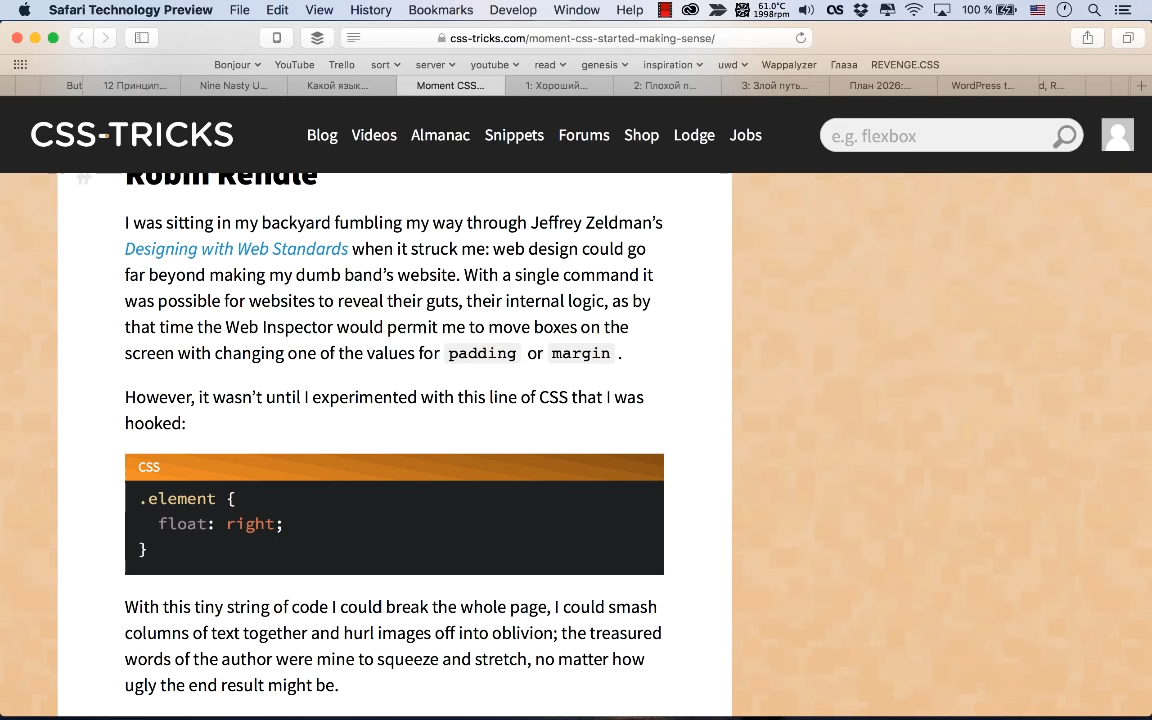 Safari Technology Preview File Edit View History Bookmarks Develop Window Help 61.0°C 1998rpm 100 %
css-tricks.com/moment-css-started-making-sense/
Bonjour YouTube Trello sort server youtube read genesis inspiration uwd Wappalyzer Глаза REVENGE.CSS
But 12 Принцип... Nine Nasty U... Какой язык... Moment CSS... 1: Хороший... 2: Плохой п... 3: Злой путь... План 2026:... WordPress t... d, R...
CSS-TRICKS Blog Videos Almanac Snippets Forums Shop Lodge Jobs e.g. flexbox
# Robin Rendle
I was sitting in my backyard fumbling my way through Jeffrey Zeldman’s
Designing with Web Standards when it struck me: web design could go
far beyond making my dumb band’s website. With a single command it
was possible for websites to reveal their guts, their internal logic, as by
that time the Web Inspector would permit me to move boxes on the
screen with changing one of the values for padding or margin .
However, it wasn’t until I experimented with this line of CSS that I was
hooked:
CSS
.element {
float: right;
}
With this tiny string of code I could break the whole page, I could smash
columns of text together and hurl images off into oblivion; the treasured
words of the author were mine to squeeze and stretch, no matter how
ugly the end result might be.